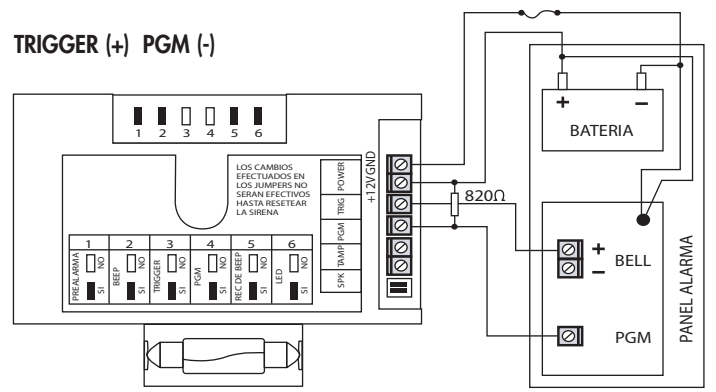 TRIGGER (+) PGM (-)
1 2 3 4 5 6
LOS CAMBIOS
EFECTUADOS EN
LOS JUMPERS NO
SERAN EFECTIVOS
HASTA RESETEAR
LA SIRENA
POWER
TRIG
PGM
TAMP
SPK
+12V GND
820Ω
1 2 3 4 5 6
PREALARMA NO SI
BEEP NO SI
TRIGGER NO SI
PGM NO SI
REC DE BEEP NO SI
LED NO SI
+ −
BATERIA
+
BELL
−
PGM
PANEL ALARMA